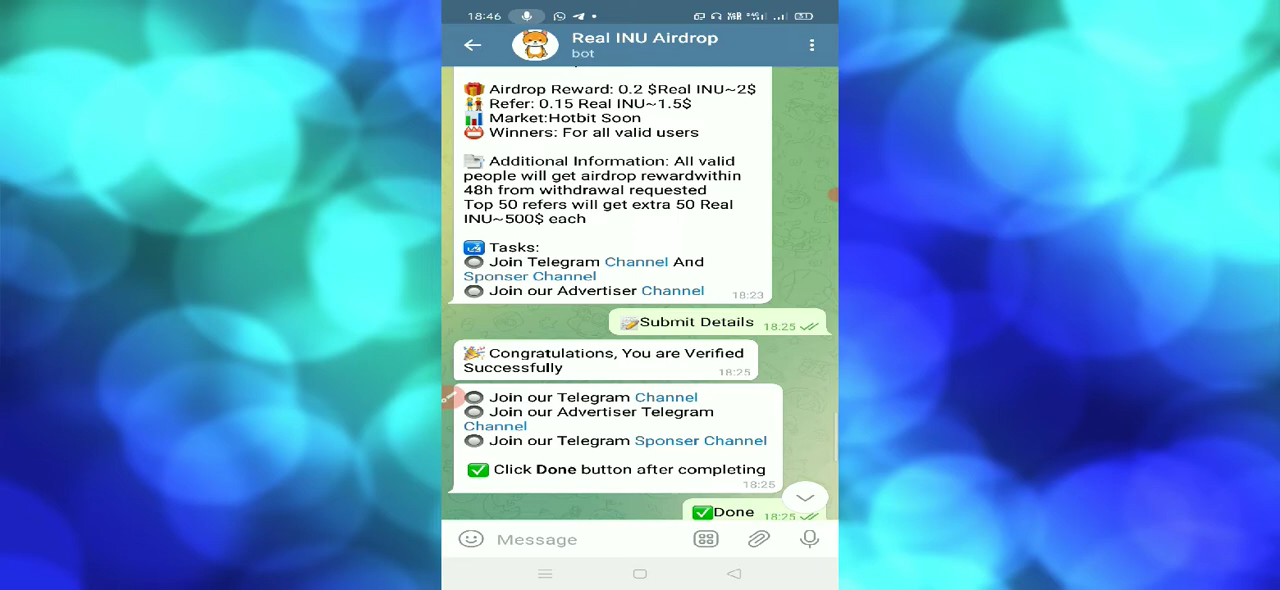 18:46
Real INU Airdrop
bot
Airdrop Reward: 0.2 $Real INU~2$
Refer: 0.15 Real INU~1.5$
Market:Hotbit Soon
Winners: For all valid users
Additional Information: All valid
people will get airdrop rewardwithin
48h from withdrawal requested
Top 50 refers will get extra 50 Real
INU~500$ each
Tasks:
Join Telegram Channel And
Sponser Channel
Join our Advertiser Channel 18:23
Submit Details 18:25
Congratulations, You are Verified
Successfully 18:25
Join our Telegram Channel
Join our Advertiser Telegram
Channel
Join our Telegram Sponser Channel
Click Done button after completing
18:25
Done 18:25
Message